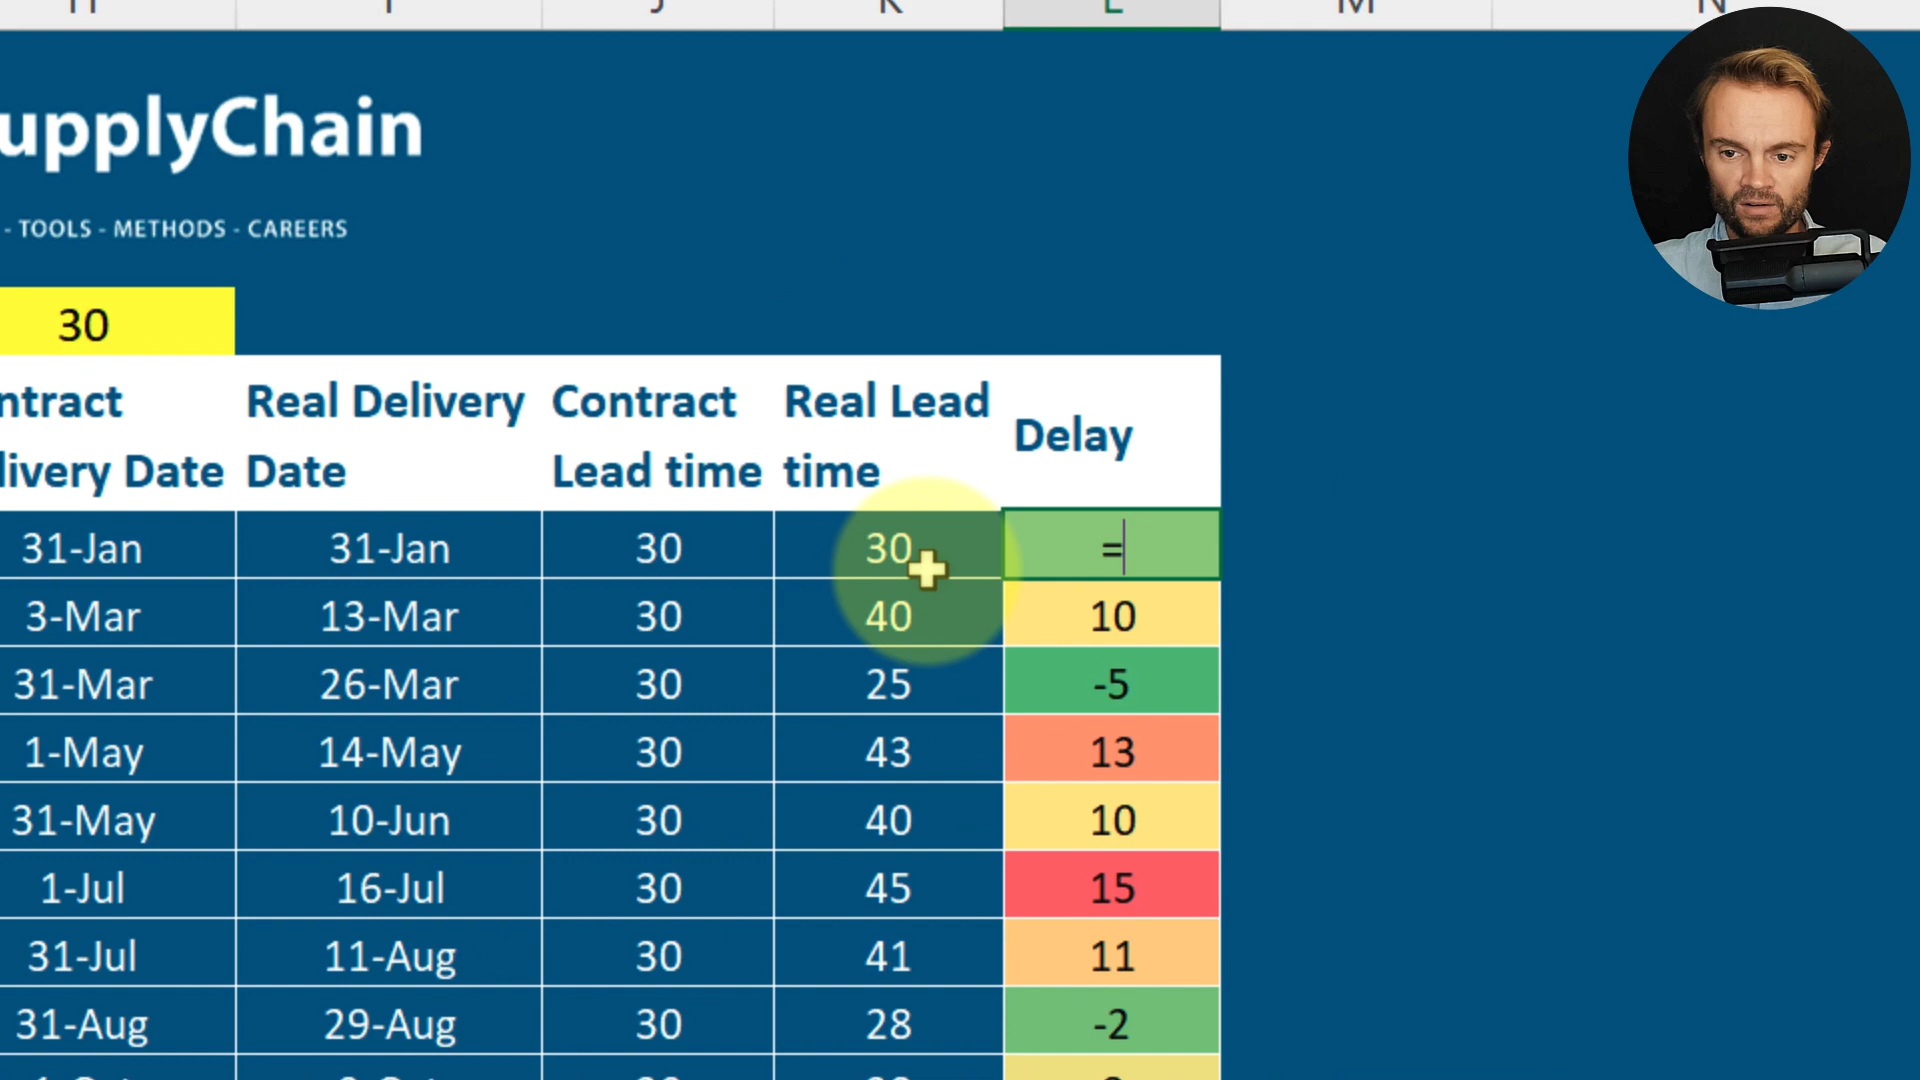 H I J K L M N
upplyChain
- TOOLS - METHODS - CAREERS
30
ntract Real Delivery Contract Real Lead Delay
livery Date Date Lead time time
31-Jan 31-Jan 30 30 =
3-Mar 13-Mar 30 40 10
31-Mar 26-Mar 30 25 -5
1-May 14-May 30 43 13
31-May 10-Jun 30 40 10
1-Jul 16-Jul 30 45 15
31-Jul 11-Aug 30 41 11
31-Aug 29-Aug 30 28 -2